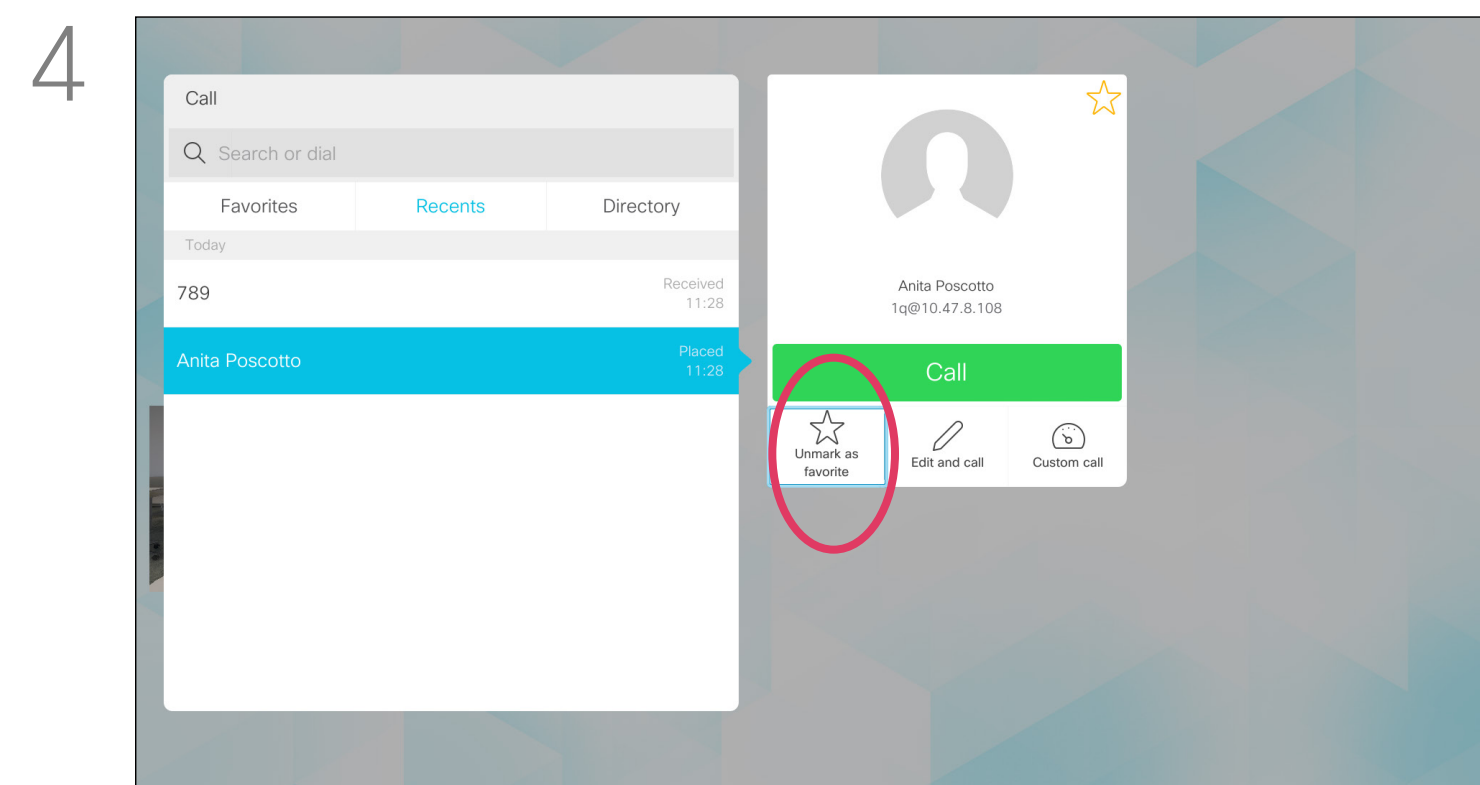 4
Call
Search or dial
Favorites Recents Directory
Today
789
Received
11:28
Anita Poscotto
Placed
11:28
Anita Poscotto
1q@10.47.8.108
Call
Unmark as
favorite
Edit and call
Custom call